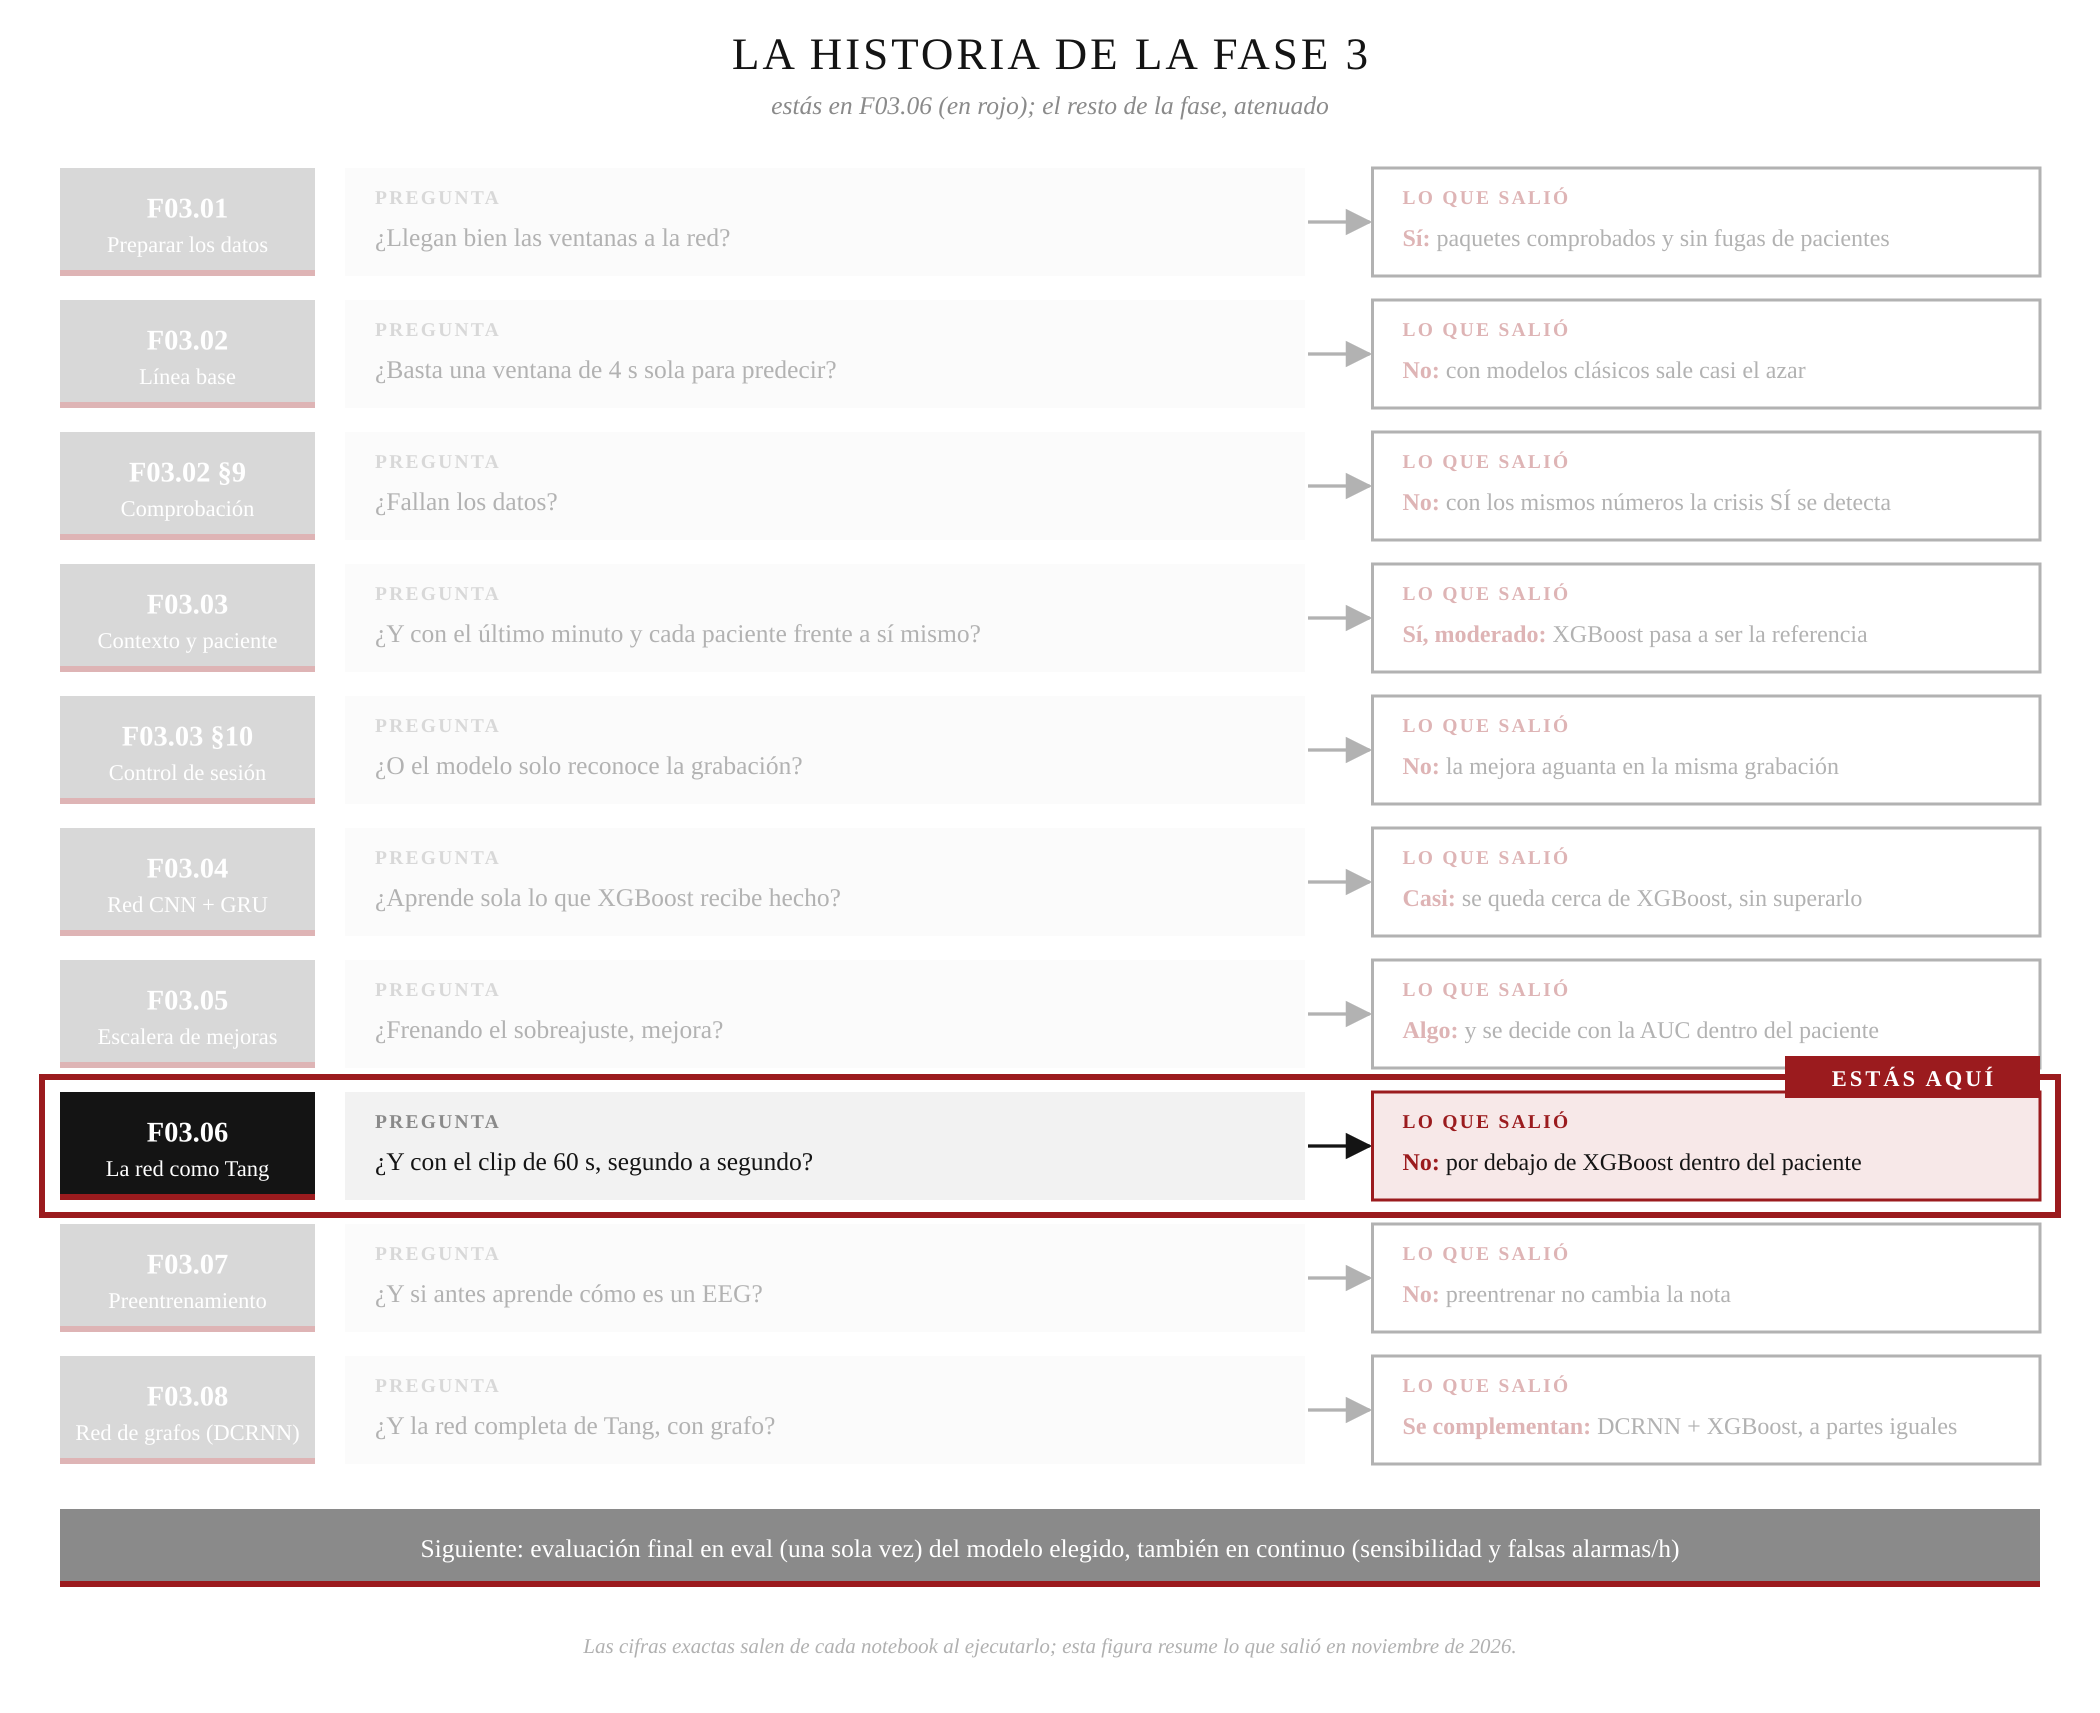 LA HISTORIA DE LA FASE 3
estás en F03.06 (en rojo); el resto de la fase, atenuado
F03.01
Preparar los datos
PREGUNTA
¿Llegan bien las ventanas a la red?
LO QUE SALIÓ
Sí: paquetes comprobados y sin fugas de pacientes
F03.02
Línea base
PREGUNTA
¿Basta una ventana de 4 s sola para predecir?
LO QUE SALIÓ
No: con modelos clásicos sale casi el azar
F03.02 §9
Comprobación
PREGUNTA
¿Fallan los datos?
LO QUE SALIÓ
No: con los mismos números la crisis SÍ se detecta
F03.03
Contexto y paciente
PREGUNTA
¿Y con el último minuto y cada paciente frente a sí mismo?
LO QUE SALIÓ
Sí, moderado: XGBoost pasa a ser la referencia
F03.03 §10
Control de sesión
PREGUNTA
¿O el modelo solo reconoce la grabación?
LO QUE SALIÓ
No: la mejora aguanta en la misma grabación
F03.04
Red CNN + GRU
PREGUNTA
¿Aprende sola lo que XGBoost recibe hecho?
LO QUE SALIÓ
Casi: se queda cerca de XGBoost, sin superarlo
F03.05
Escalera de mejoras
PREGUNTA
¿Frenando el sobreajuste, mejora?
LO QUE SALIÓ
Algo: y se decide con la AUC dentro del paciente
ESTÁS AQUÍ
F03.06
La red como Tang
PREGUNTA
¿Y con el clip de 60 s, segundo a segundo?
LO QUE SALIÓ
No: por debajo de XGBoost dentro del paciente
F03.07
Preentrenamiento
PREGUNTA
¿Y si antes aprende cómo es un EEG?
LO QUE SALIÓ
No: preentrenar no cambia la nota
F03.08
Red de grafos (DCRNN)
PREGUNTA
¿Y la red completa de Tang, con grafo?
LO QUE SALIÓ
Se complementan: DCRNN + XGBoost, a partes iguales
Siguiente: evaluación final en eval (una sola vez) del modelo elegido, también en continuo (sensibilidad y falsas alarmas/h)
Las cifras exactas salen de cada notebook al ejecutarlo; esta figura resume lo que salió en noviembre de 2026.